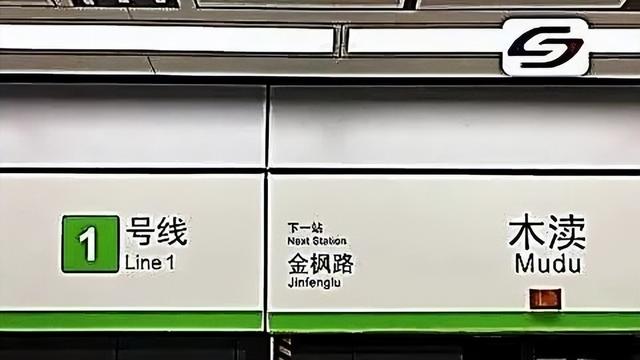 1
号线
Line 1
下一站
Next Station
金枫路
Jinfenglu
木渎
Mudu